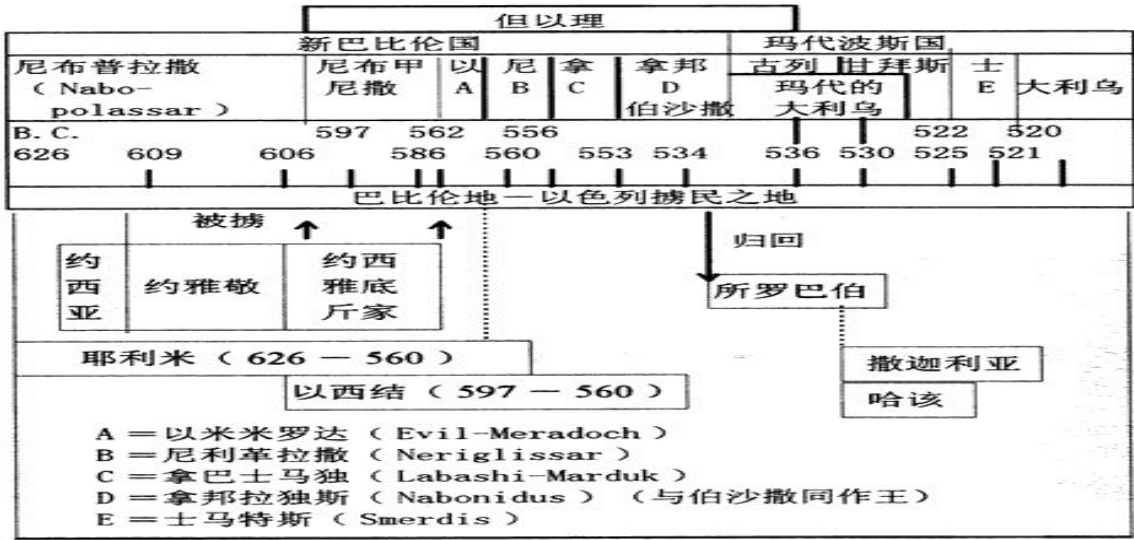 但以理
新巴比伦国 玛代波斯国
尼布普拉撒 尼布甲 以 尼 拿 拿邦 古列 甘拜斯 士 大利乌
( Nabo- 尼撒 A B C D 玛代的 E
polassar ) 伯沙撒 大利乌
B. C. 597 562 556 522 520
626 609 606 586 560 553 534 536 530 525 521
巴比伦地一以色列掳民之地
被掳 归回
约西亚 约雅敬 约西雅底斤家
所罗巴伯
耶利米 ( 626 — 560 )
撒迦利亚
以西结 ( 597 — 560 )
哈该
A ＝以米米罗达 ( Evil-Meradoch )
B ＝尼利革拉撒 ( Neriglissar )
C ＝拿巴士马独 ( Labashi-Marduk )
D ＝拿邦拉独斯 ( Nabonidus ) ( 与伯沙撒同作王 )
E ＝士马特斯 ( Smerdis )